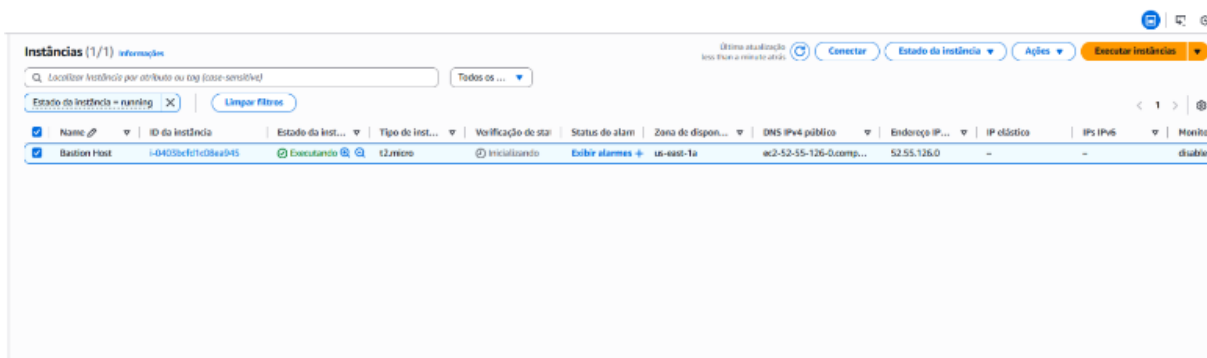 Instâncias (1/1) Informações
Última atualização
less than a minute atrás
Conectar
Estado da instância
Ações
Executar instâncias
Localizar Instância por atributo ou tag (case-sensitive)
Todos os ...
Estado da instância = running
Limpar filtros
1
Name ID da instância Estado da inst... Tipo de inst... Verificação de sta Status do alarm Zona de dispon... DNS IPv4 público Endereço IP... IP elástico IPs IPv6 Monito
Bastion Host Executando t2.micro Inicializando Exibir alarmes + us-east-1a ec2-52-55-126-0.comp... 52.55.126.0 – – disable